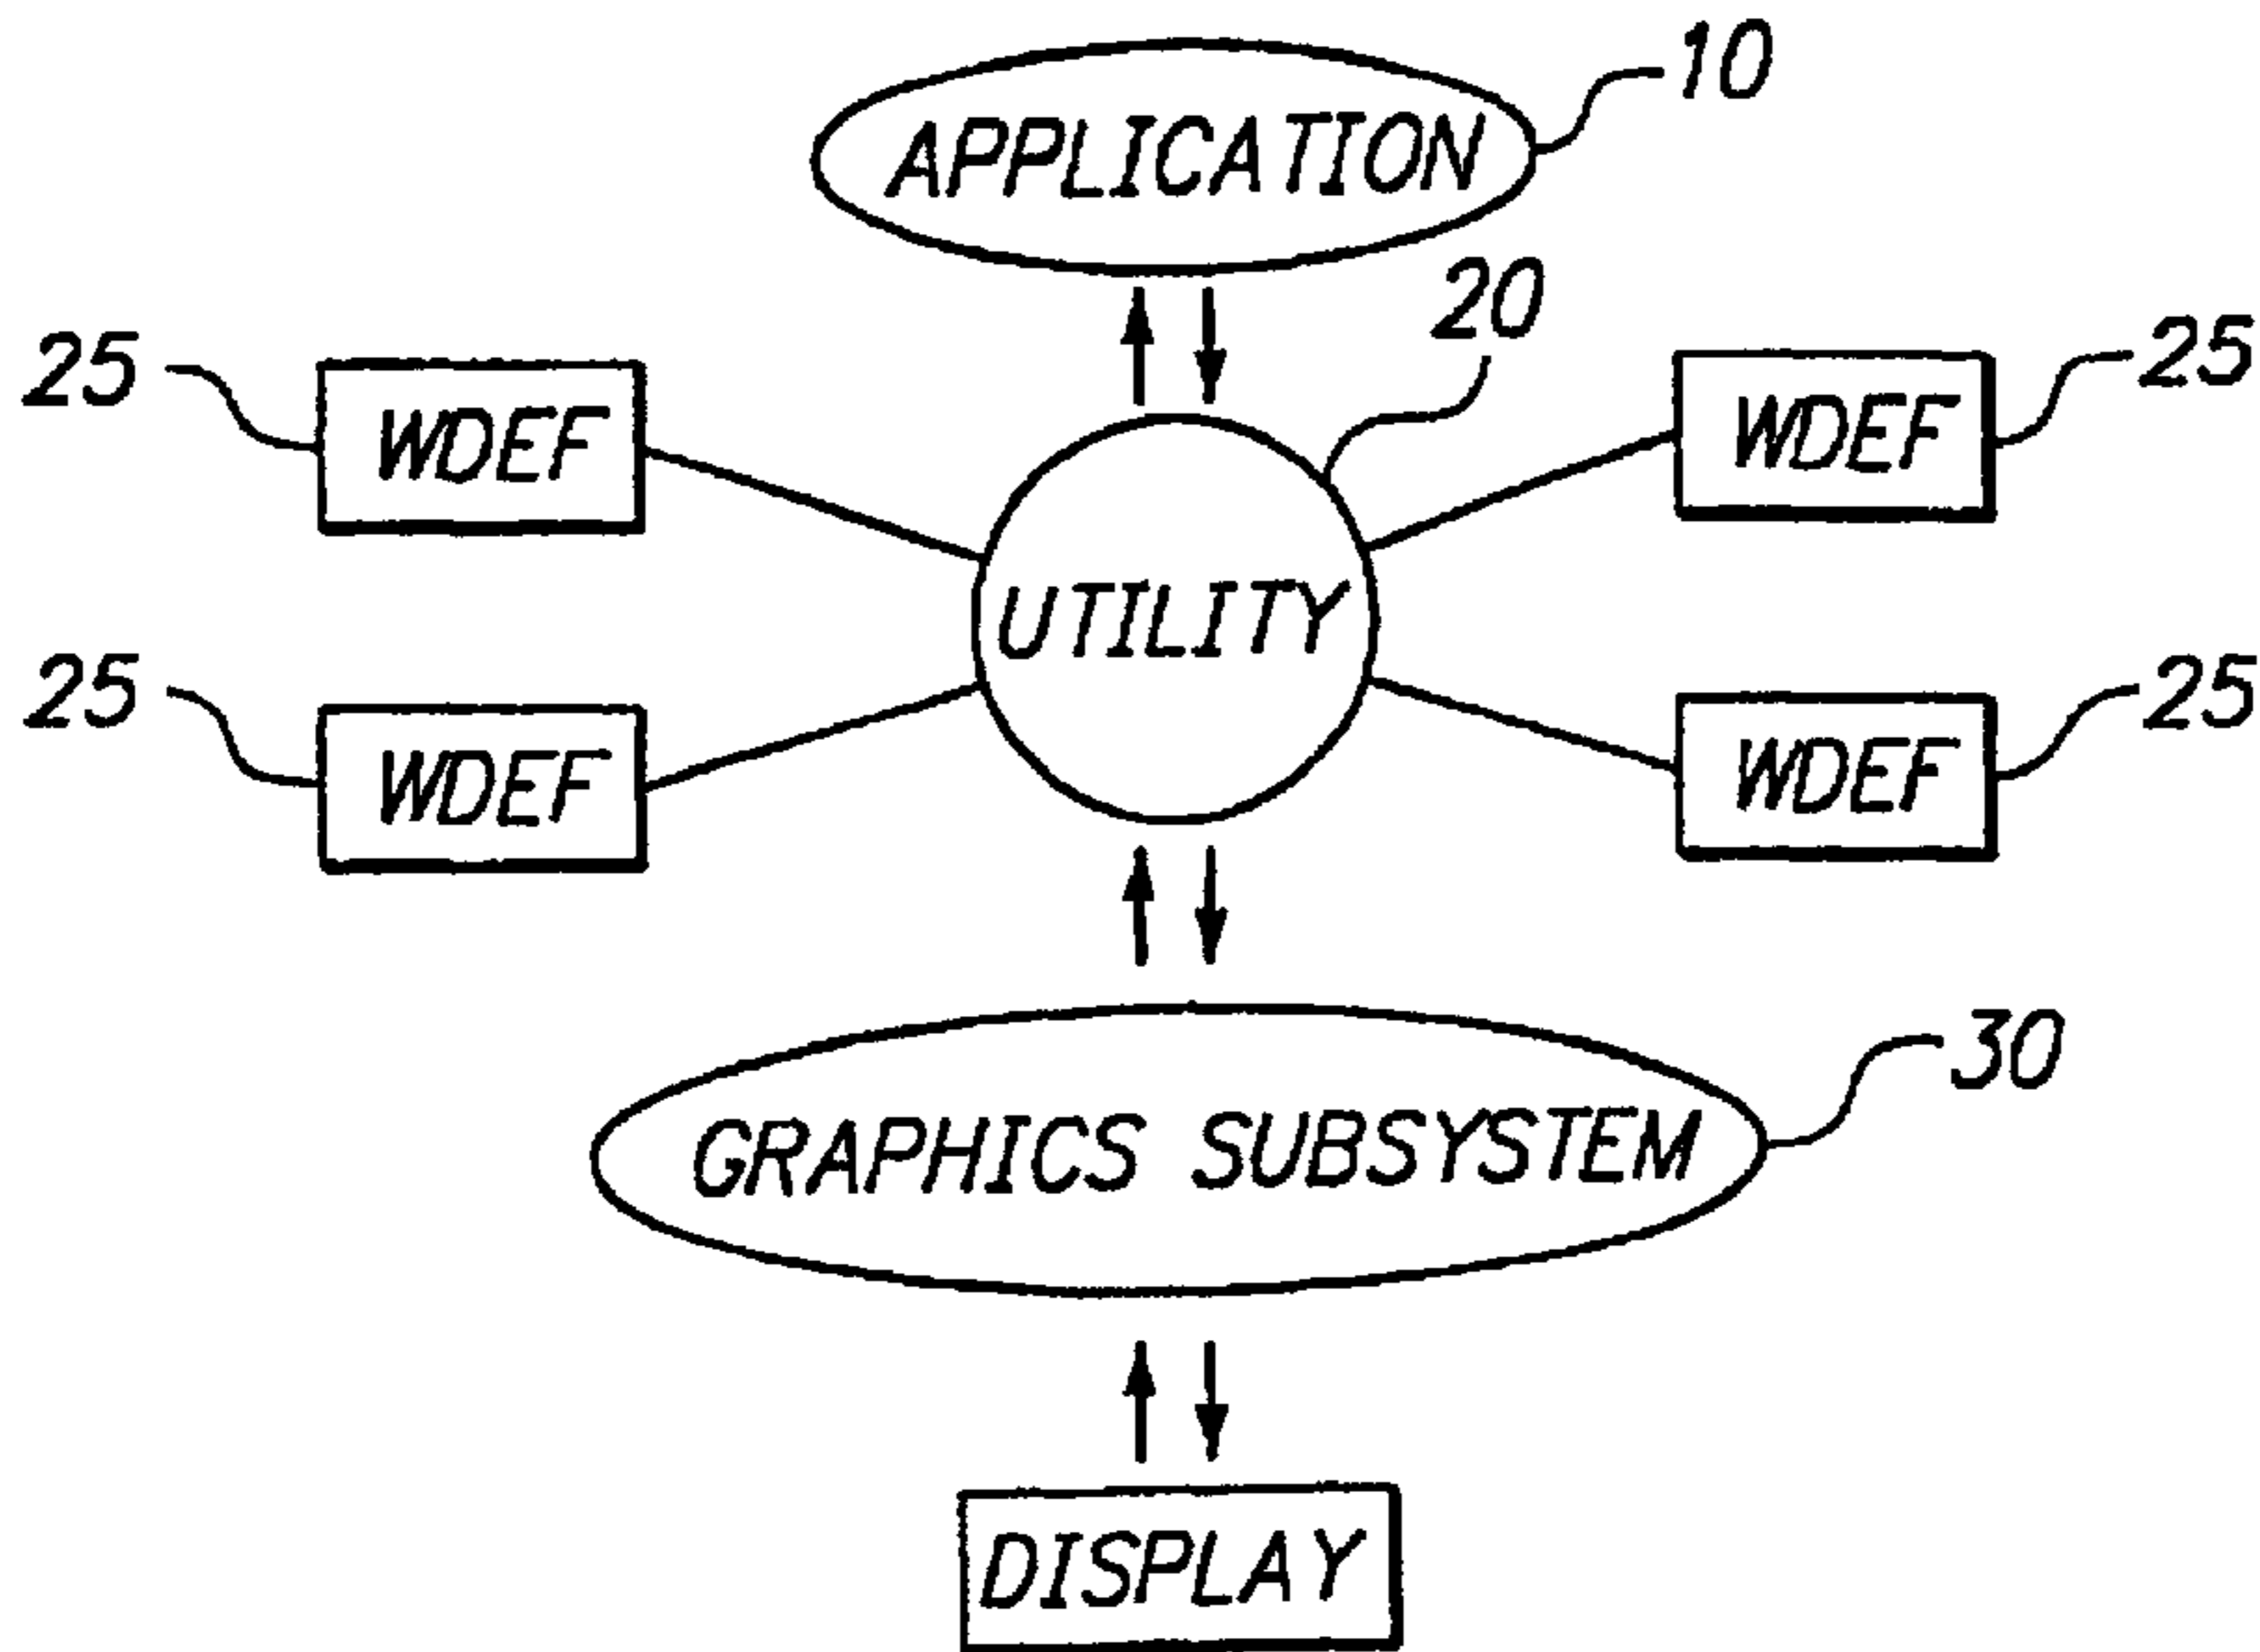 10
APPLICATION
20
25
WDEF
WDEF
25
UTILITY
25
WDEF
WDEF
25
30
GRAPHICS SUBSYSTEM
DISPLAY